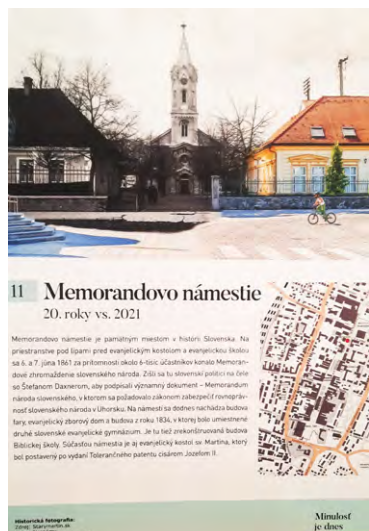 11 Memorandovo námestie
20. roky vs. 2021
Memorandovo námestie je pamätným miestom v histórii Slovenska. Na
priestranstve pod lipami pred evanjelickým kostolom a evanjelickou školou
sa 6. a 7. júna 1861 za prítomnosti okolo 6-tisíc účastníkov konalo Memoran-
dové zhromaždenie slovenského národa. Zišli sa tu slovenskí politici na čele
so Štefanom Daxnerom, aby podpísali významný dokument – Memorandum
národa slovenského, v ktorom sa požadovalo zákonom zabezpečiť rovnopráv-
nosť slovenského národa v Uhorsku. Na námestí sa dodnes nachádza budova
fary, evanjelický zborový dom a budova z roku 1834, v ktorej bolo umiestnené
druhé slovenské evanjelické gymnázium. Je tu tiež zrekonštruovaná budova
Biblickej školy. Súčasťou námestia je aj evanjelický kostol sv. Martina, ktorý
bol postavený po vydaní Tolerančného patentu cisárom Jozefom II.
Historická fotografia:
Minulosť
je dnes